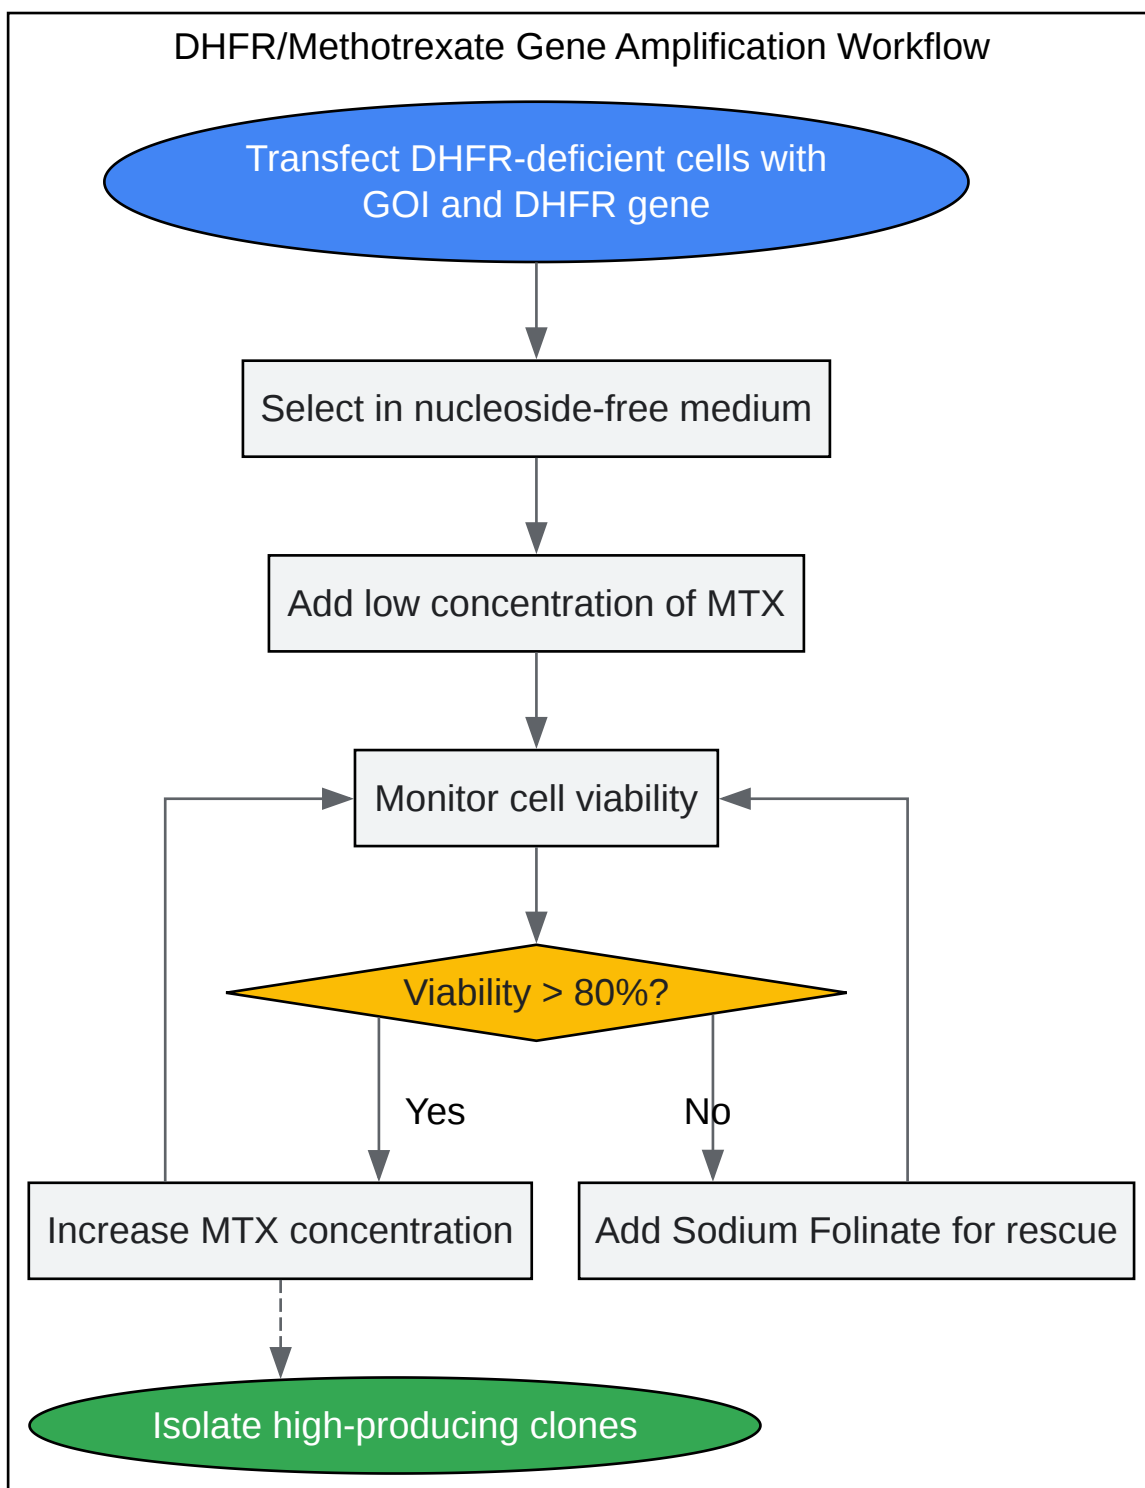 DHFR/Methotrexate Gene Amplification Workflow
Transfect DHFR-deficient cells with
GOI and DHFR gene
Select in nucleoside-free medium
Add low concentration of MTX
Monitor cell viability
Viability > 80%?
Yes
No
Increase MTX concentration
Add Sodium Folinate for rescue
Isolate high-producing clones